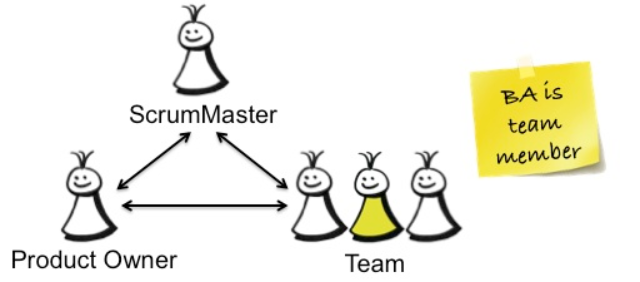 ScrumMaster
BA is
team
member
Product Owner
Team